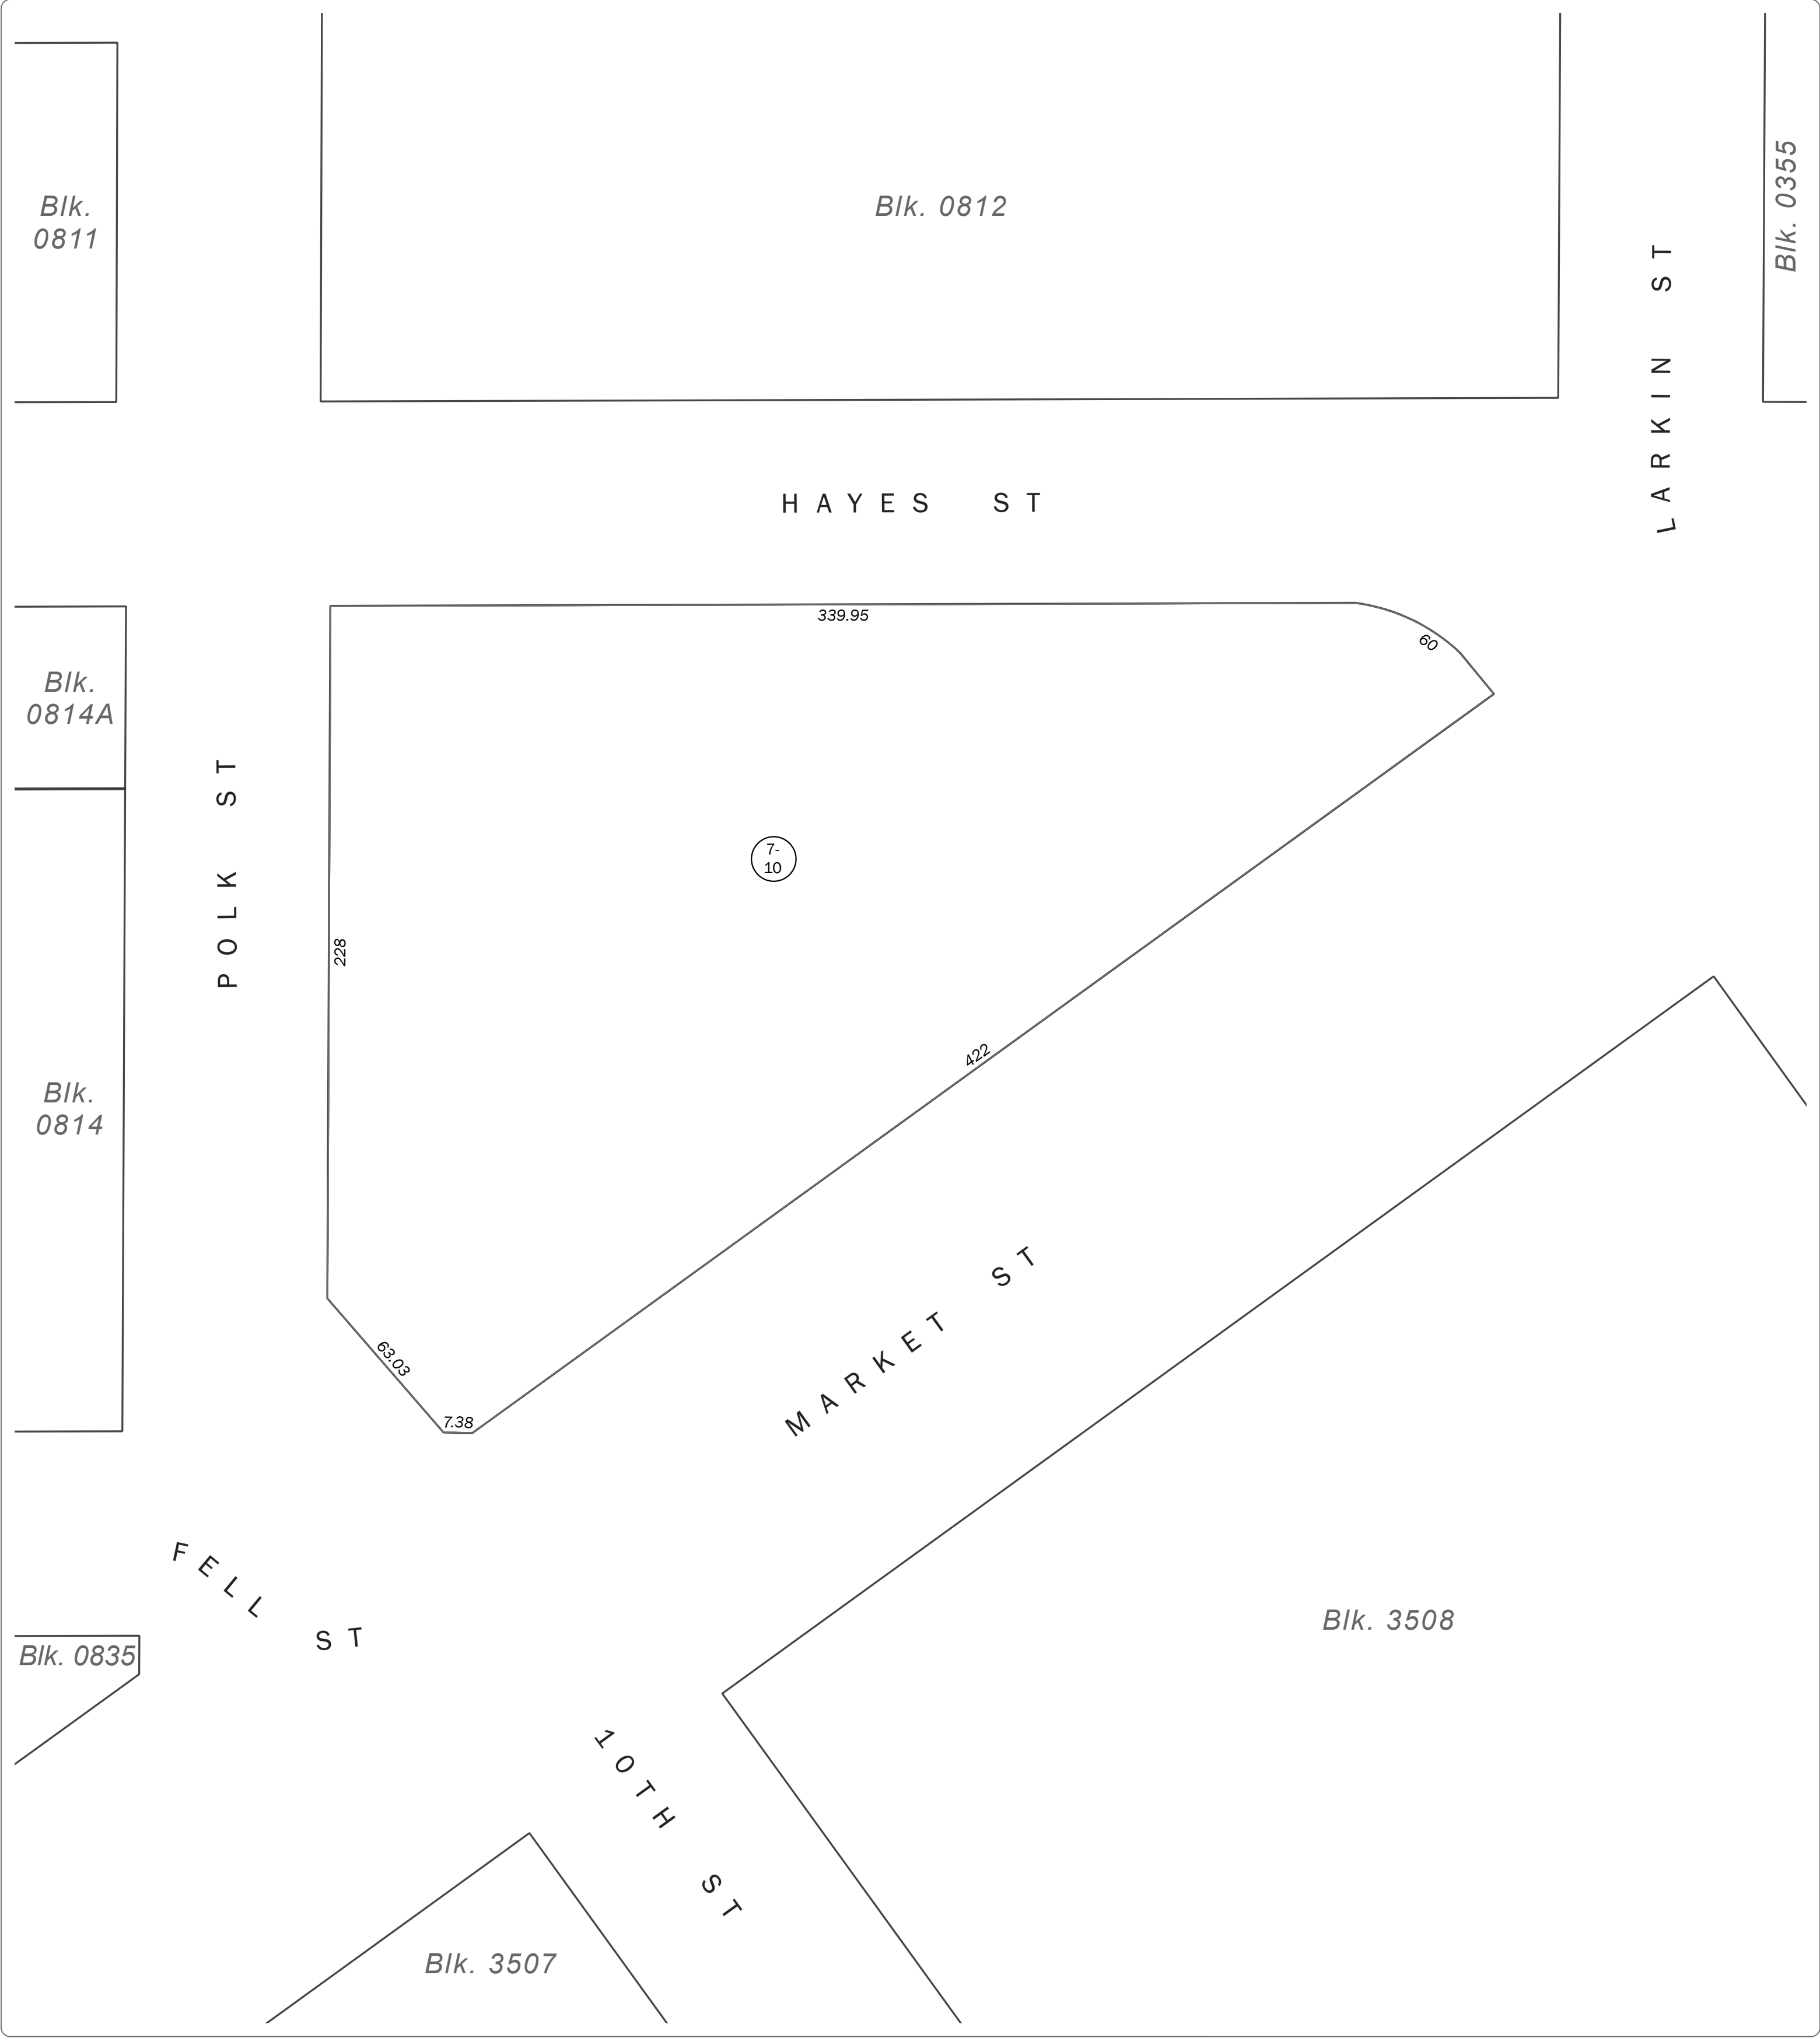 Blk.
0811
Blk. 0812
Blk. 0355
LARKIN ST
HAYES ST
339.95
60
Blk.
0814A
POLK ST
7-
10
228
422
Blk.
0814
MARKET ST
63.03
7.38
FELL ST
Blk. 0835
Blk. 3508
10TH ST
Blk. 3507